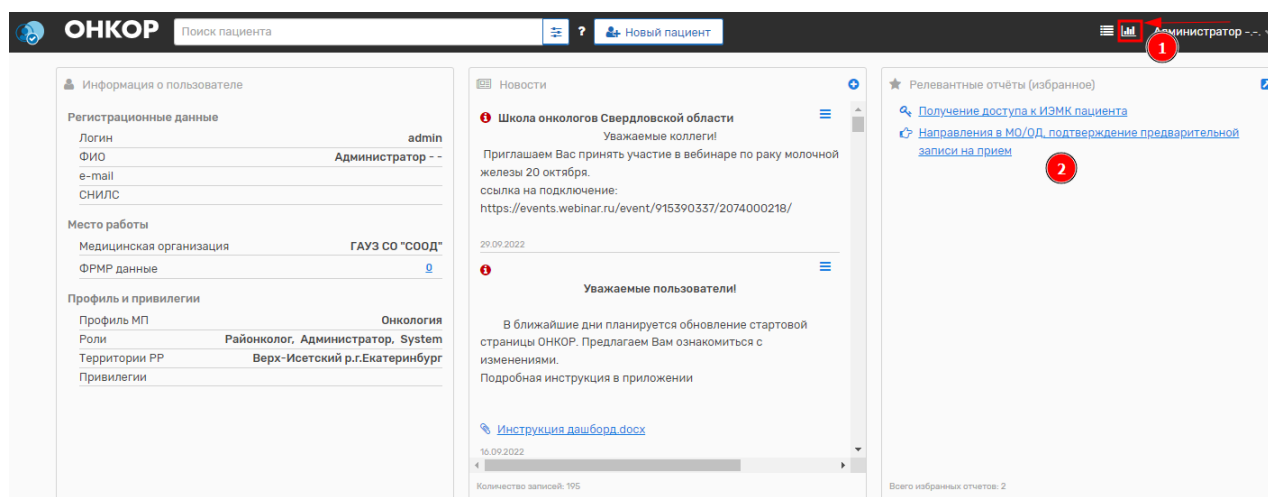 ОНКОР Поиск пациента ? Новый пациент Администратор -.-.
1
Информация о пользователе
Регистрационные данные
Логин admin
ФИО Администратор - -
e-mail
СНИЛС
Место работы
Медицинская организация ГАУЗ СО "СООД"
ФРМР данные 0
Профиль и привилегии
Профиль МП Онкология
Роли Районколог, Администратор, System
Территории РР Верх-Исетский р.г.Екатеринбург
Привилегии
Новости
Школа онкологов Свердловской области
Уважаемые коллеги!
Приглашаем Вас принять участие в вебинаре по раку молочной
железы 20 октября.
ссылка на подключение:
https://events.webinar.ru/event/915390337/2074000218/
29.09.2022
Уважаемые пользователи!
В ближайшие дни планируется обновление стартовой
страницы ОНКОР. Предлагаем Вам ознакомиться с
изменениями.
Подробная инструкция в приложении
Инструкция дашборд.docx
16.09.2022
Количество записей: 195
Релевантные отчёты (избранное)
Получение доступа к ИЭМК пациента
Направления в МО/ОД, подтверждение предварительной
записи на прием
2
Всего избранных отчетов: 2